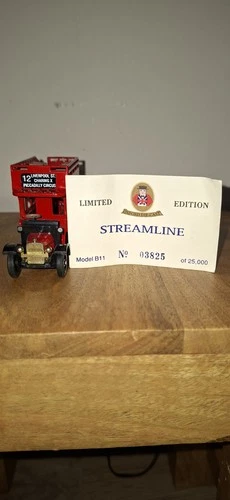 12 LIVERPOOL ST.
CHARING X
PICCADILLY CIRCUS
LIMITED EDITION
STREAMLINE
Model B11 Nº 03825 of 25,000